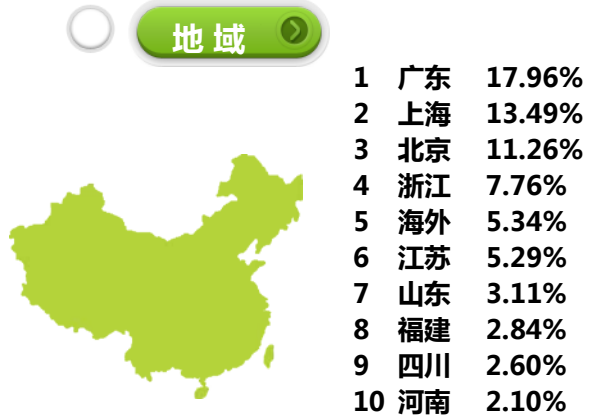 地域
1 广东 17.96%
2 上海 13.49%
3 北京 11.26%
4 浙江 7.76%
5 海外 5.34%
6 江苏 5.29%
7 山东 3.11%
8 福建 2.84%
9 四川 2.60%
10 河南 2.10%